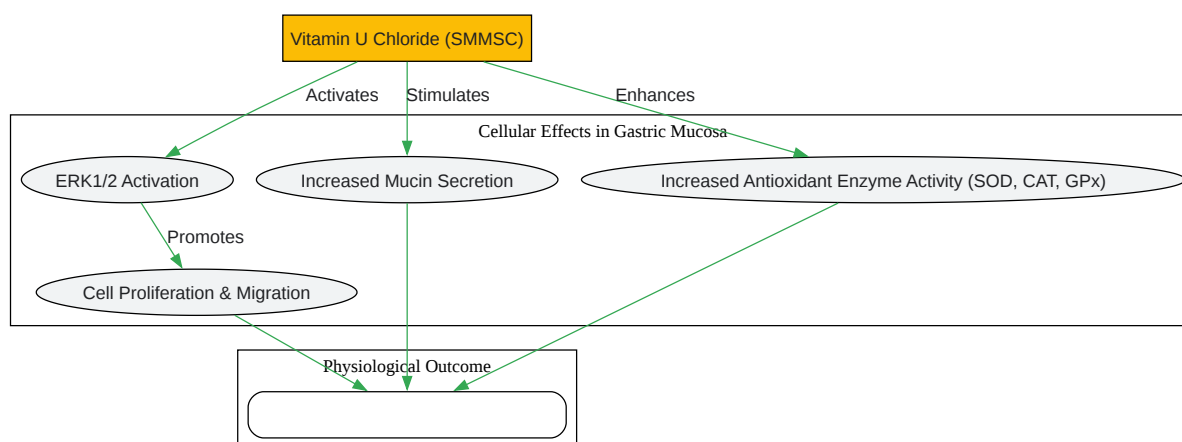 Vitamin U Chloride (SMMSC)
Activates
Stimulates
Enhances
Cellular Effects in Gastric Mucosa
ERK1/2 Activation
Increased Mucin Secretion
Increased Antioxidant Enzyme Activity (SOD, CAT, GPx)
Promotes
Cell Proliferation & Migration
Physiological Outcome